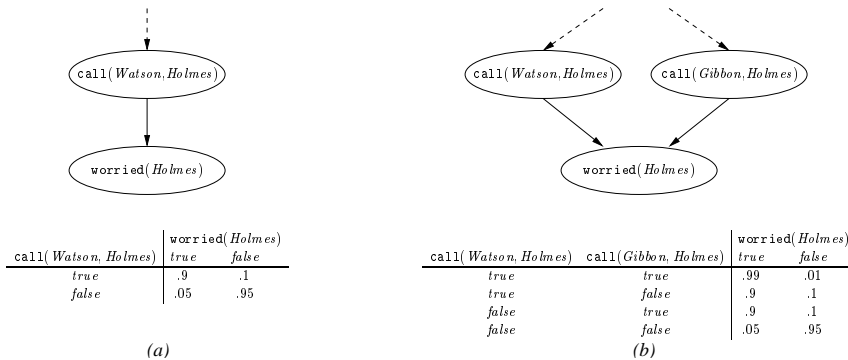 call(Watson,Holmes)
worried(Holmes)
worried(Holmes)
call(Watson, Holmes) true false
true .9 .1
false .05 .95
(a)
call(Watson,Holmes) call(Gibbon,Holmes)
worried(Holmes)
worried(Holmes)
call(Watson, Holmes) call(Gibbon, Holmes) true false
true true .99 .01
true false .9 .1
false true .9 .1
false false .05 .95
(b)